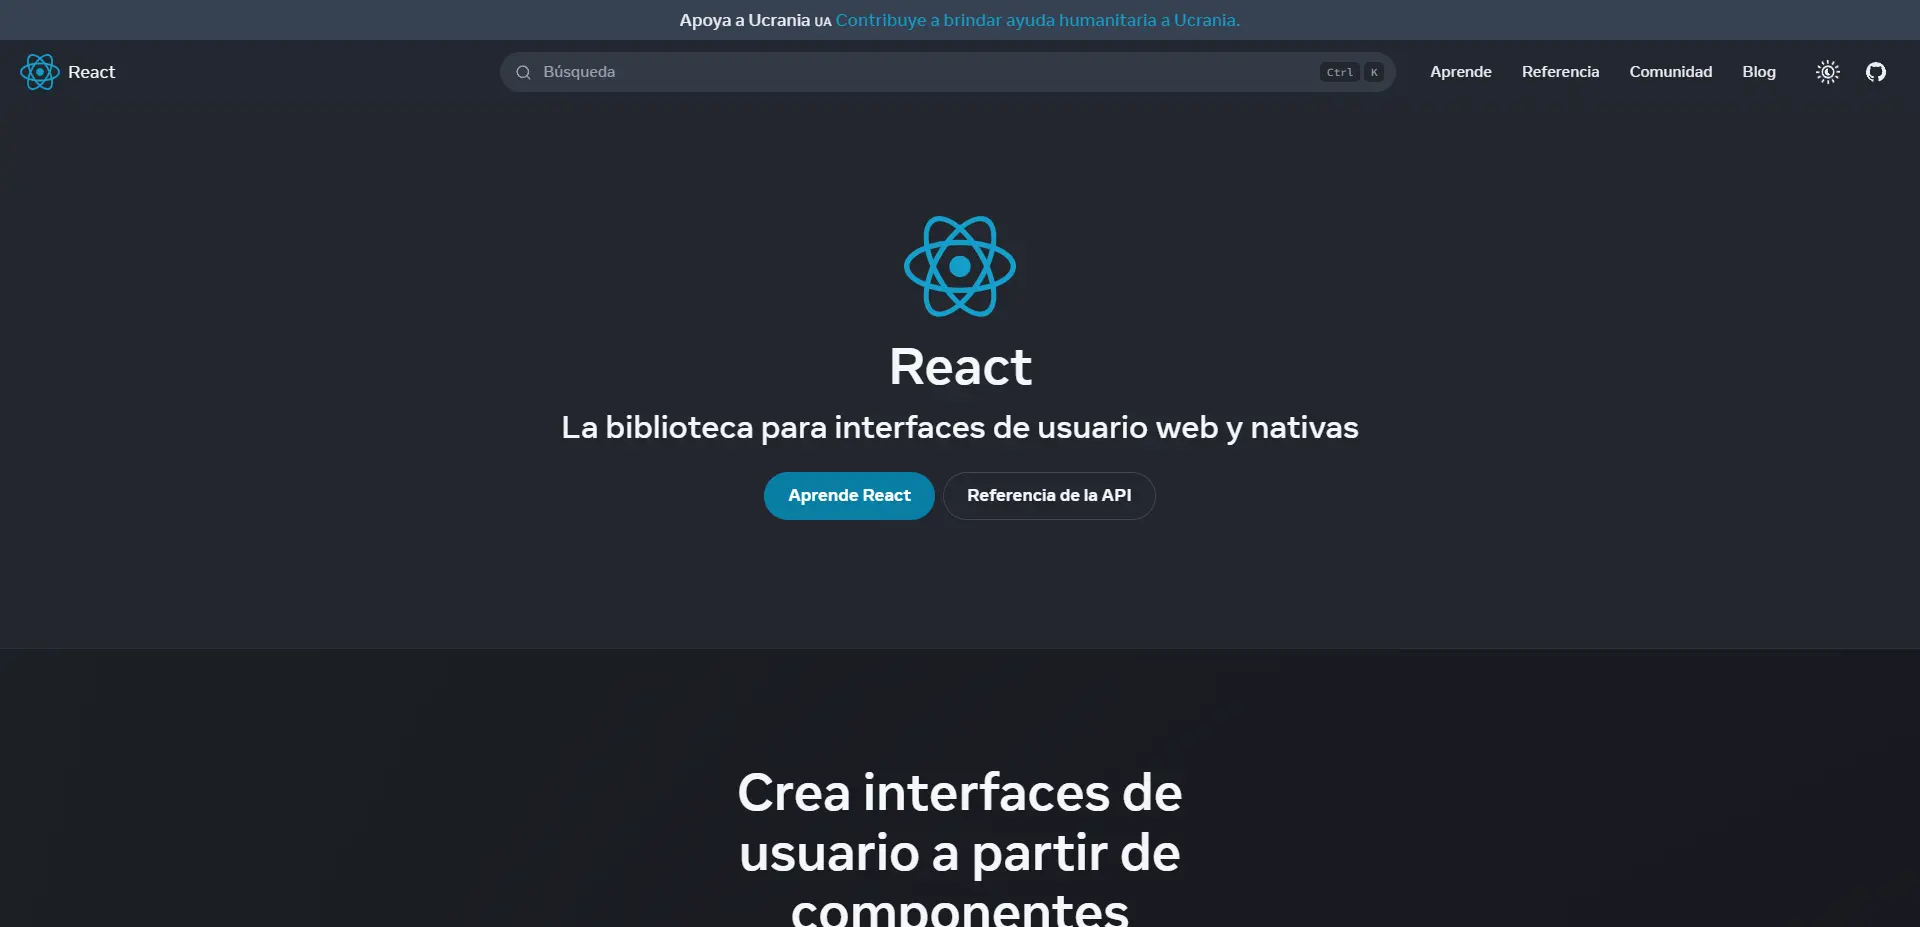 Apoya a Ucrania UA Contribuye a brindar ayuda humanitaria a Ucrania.
React
Búsqueda
Ctrl K
Aprende
Referencia
Comunidad
Blog
React
La biblioteca para interfaces de usuario web y nativas
Aprende React
Referencia de la API
Crea interfaces de
usuario a partir de
componentes